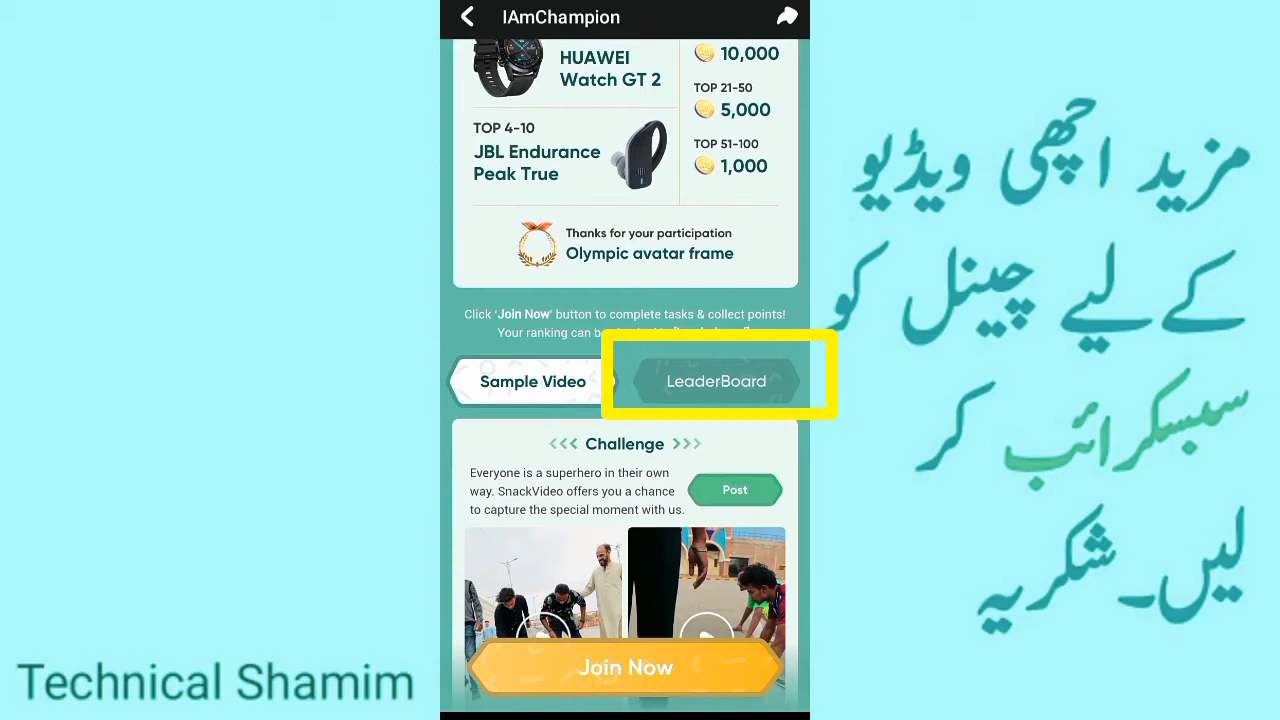 IAmChampion
HUAWEI
Watch GT 2
10,000
TOP 21-50
5,000
TOP 4-10
JBL Endurance
Peak True
TOP 51-100
1,000
Thanks for your participation
Olympic avatar frame
Click 'Join Now' button to complete tasks & collect points!
Your ranking can be
Sample Video
LeaderBoard
<<< Challenge >>>
Everyone is a superhero in their own
way. SnackVideo offers you a chance
to capture the special moment with us.
Post
Join Now
مزید اچھی ویڈیو
کے لیے چینل کو
سبسکرائب کر
لیں۔ شکریہ
Technical Shamim